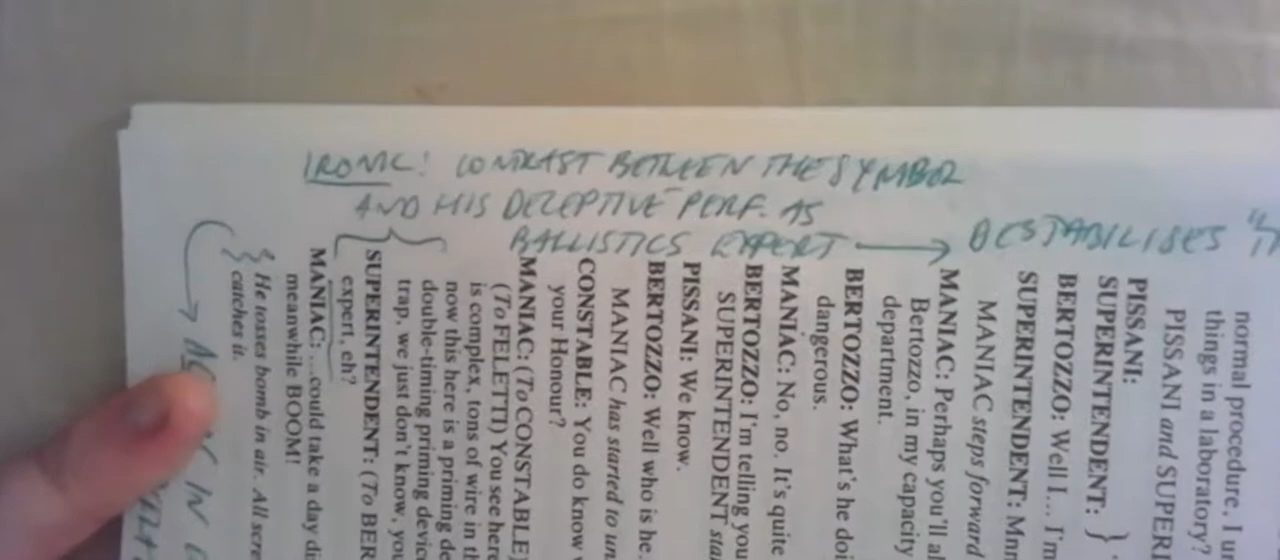 IRONIC! CONTRAST BETWEEN THE SYMBOL
AND HIS DECEPTIVE PERF. AS
BALLISTICS EXPERT → DESTABILISES
normal procedure, I u
things in a laboratory?
PISSANI and SUPER
PISSANI:
SUPERINTENDENT: }
BERTOZZO: Well I... I'm
SUPERINTENDENT: Mm
MANIAC steps forward
MANIAC: Perhaps you'll al
Bertozzo, in my capacity
department.
BERTOZZO: What's he doi
dangerous.
MANIAC: No, no. It's quite
BERTOZZO: I'm telling you
SUPERINTENDENT sta
PISSANI: We know.
BERTOZZO: Well who is he
MANIAC has started to un
CONSTABLE: You do know
your Honour?
MANIAC: (To CONSTABLE)
(To FELETTI) You see here
is complex, tons of wire in th
now this here is a priming de
double-timing priming devic
trap, we just don't know, you
SUPERINTENDENT: (To BER
expert, eh?
MANIAC: ...could take a day di
meanwhile BOOM!
He tosses bomb in air. All scre
catches it.
IN